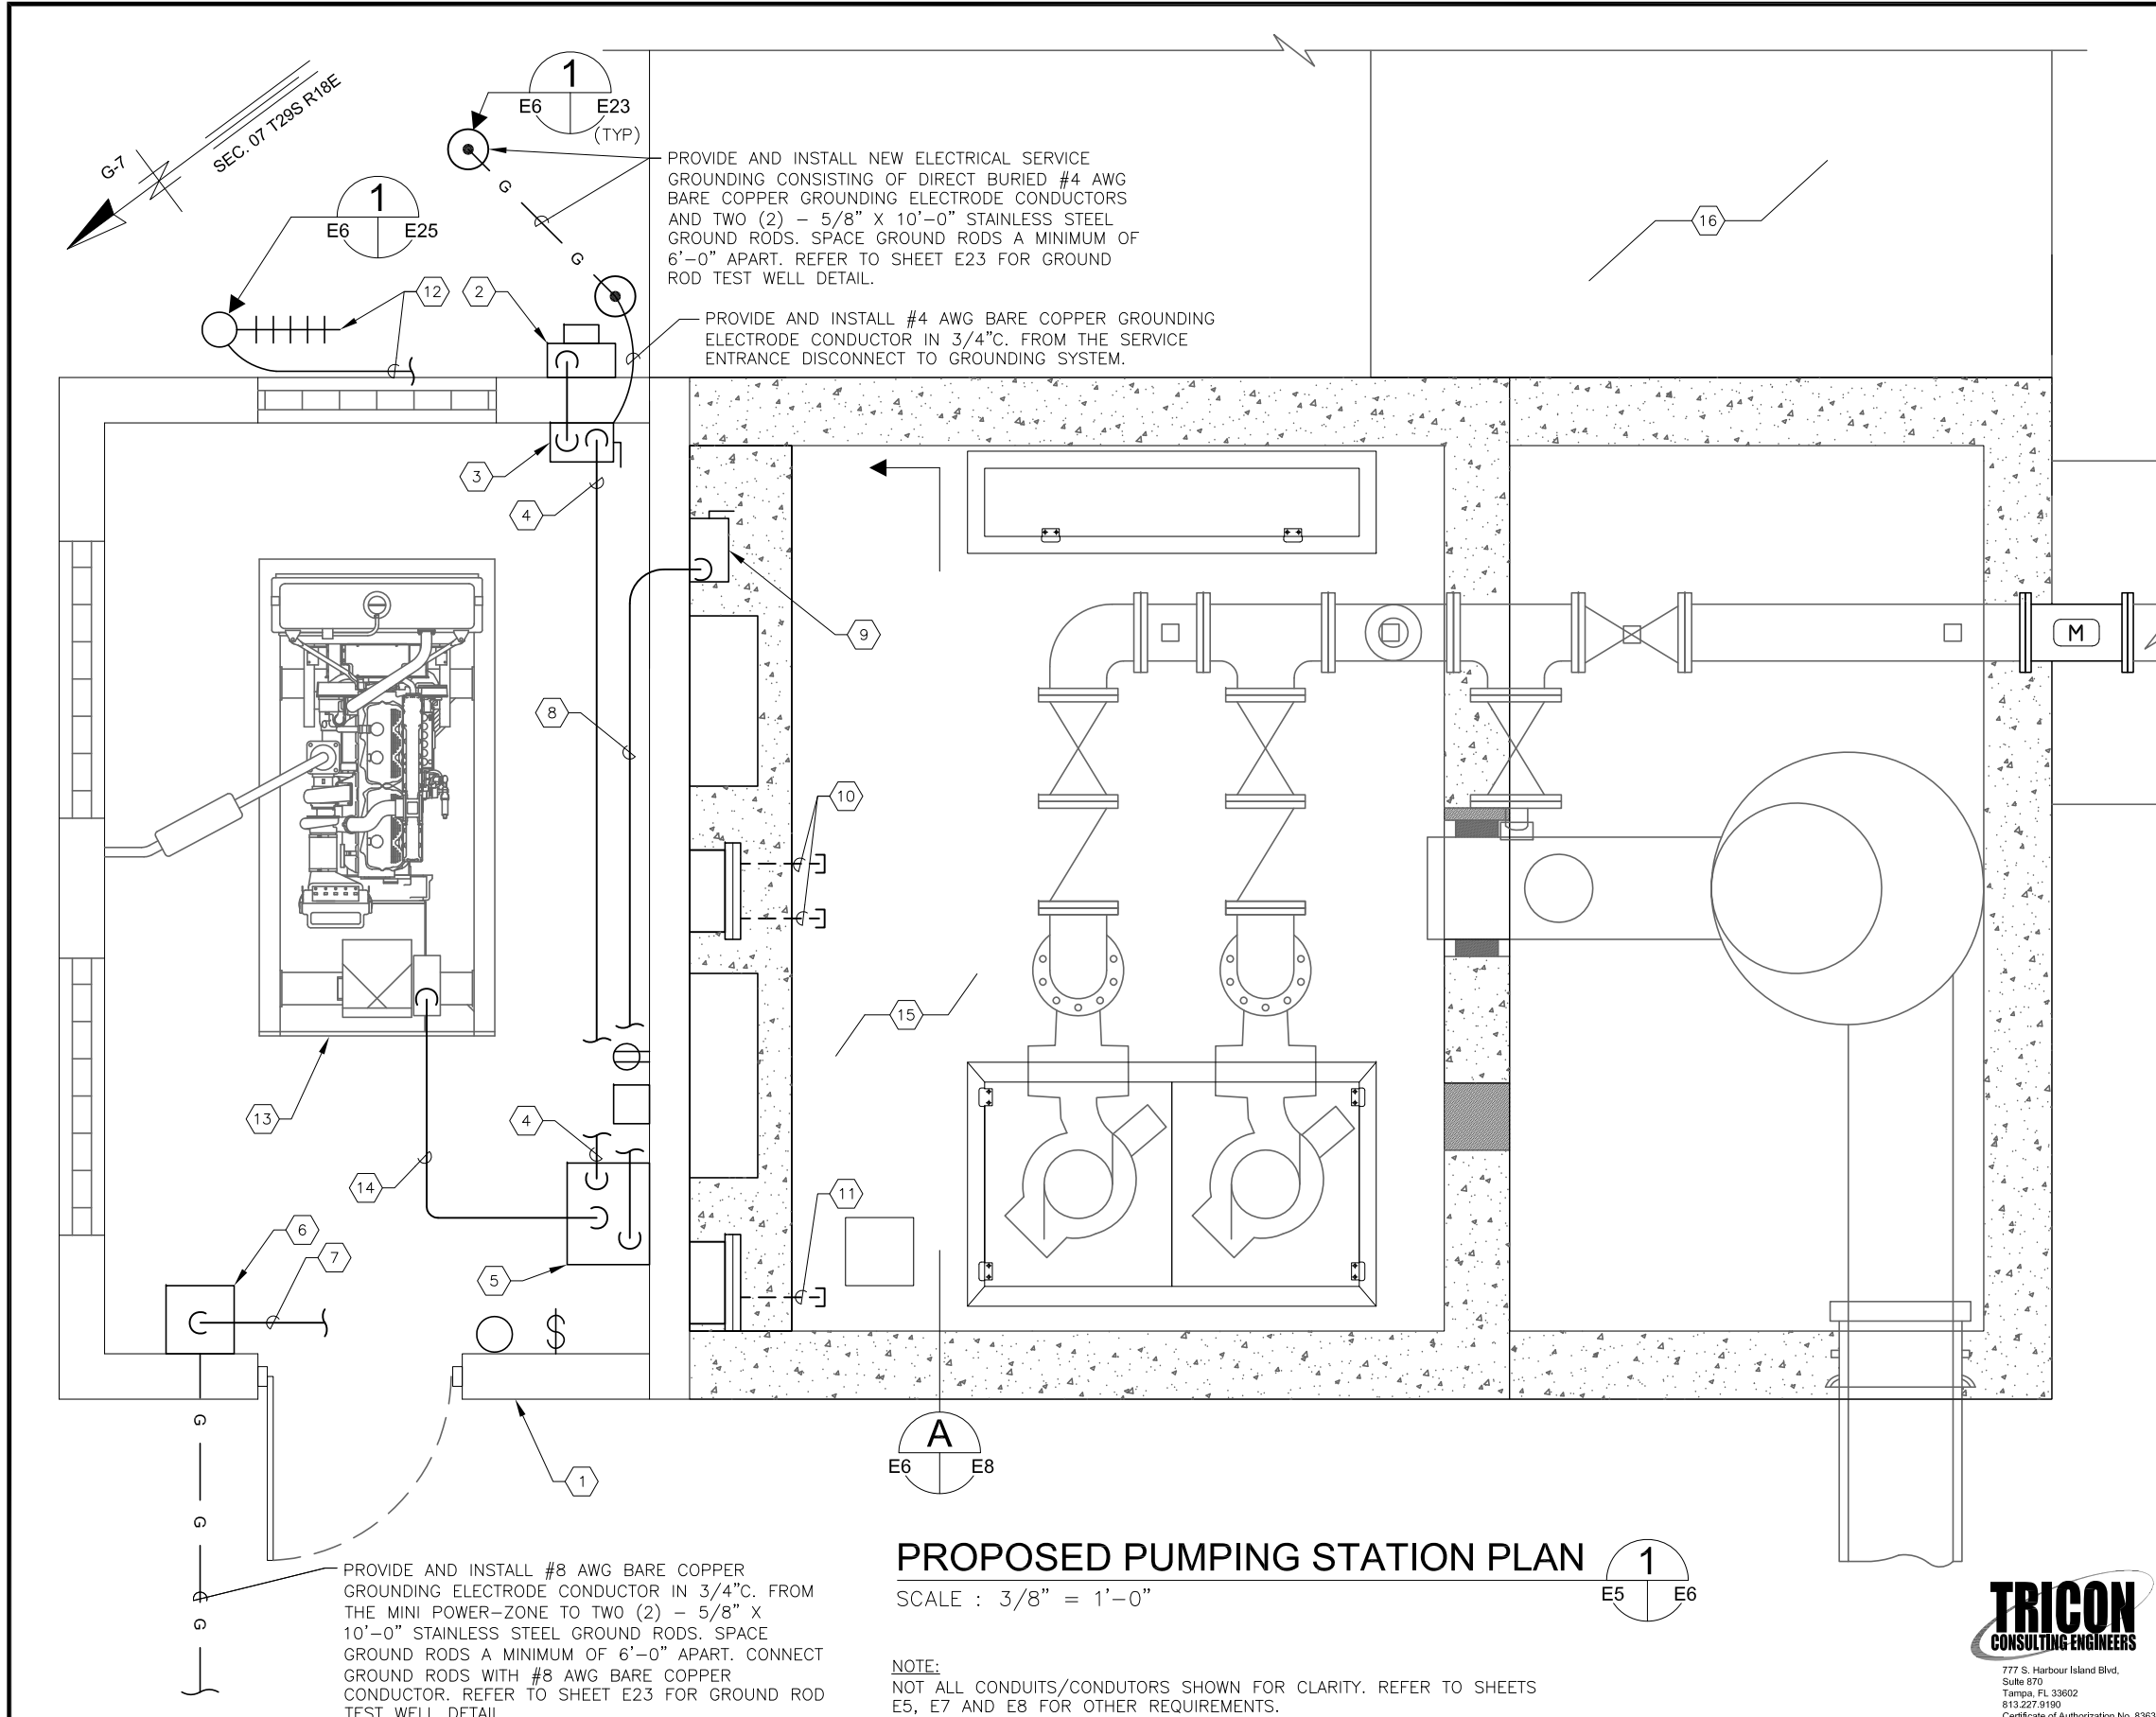 1
E6 E23
(TYP)
G-7
SEC. 07 T29S R18E
1
E6 E25
G
G
PROVIDE AND INSTALL NEW ELECTRICAL SERVICE
GROUNDING CONSISTING OF DIRECT BURIED #4 AWG
BARE COPPER GROUNDING ELECTRODE CONDUCTORS
AND TWO (2) – 5/8" X 10'–0" STAINLESS STEEL
GROUND RODS. SPACE GROUND RODS A MINIMUM OF
6'–0" APART. REFER TO SHEET E23 FOR GROUND
ROD TEST WELL DETAIL.
16
12
2
PROVIDE AND INSTALL #4 AWG BARE COPPER GROUNDING
ELECTRODE CONDUCTOR IN 3/4"C. FROM THE SERVICE
ENTRANCE DISCONNECT TO GROUNDING SYSTEM.
3
4
9
M
8
10
15
13
4
14
11
6
7
5
$
G
1
A
E6 E8
G
G
PROVIDE AND INSTALL #8 AWG BARE COPPER
GROUNDING ELECTRODE CONDUCTOR IN 3/4"C. FROM
THE MINI POWER–ZONE TO TWO (2) – 5/8" X
10'–0" STAINLESS STEEL GROUND RODS. SPACE
GROUND RODS A MINIMUM OF 6'–0" APART. CONNECT
GROUND RODS WITH #8 AWG BARE COPPER
CONDUCTOR. REFER TO SHEET E23 FOR GROUND ROD
TEST WELL DETAIL
PROPOSED PUMPING STATION PLAN
SCALE : 3/8" = 1'–0"
1
E5 E6
NOTE:
NOT ALL CONDUITS/CONDUTORS SHOWN FOR CLARITY. REFER TO SHEETS
E5, E7 AND E8 FOR OTHER REQUIREMENTS.
TRICON
CONSULTING ENGINEERS
777 S. Harbour Island Blvd,
Suite 870
Tampa, FL 33602
813.227.9190
Certificate of Authorization No. 8363